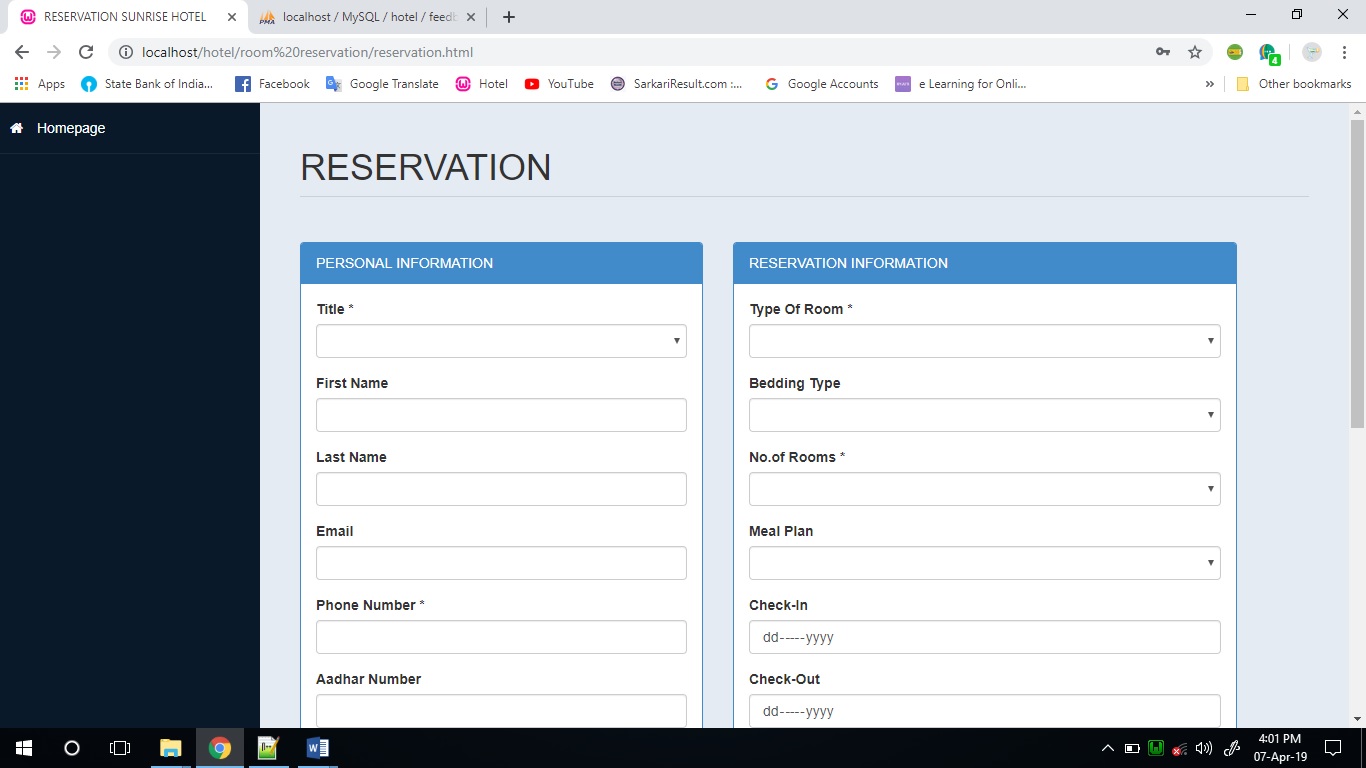 RESERVATION SUNRISE HOTEL
localhost / MySQL / hotel / feedb
localhost/hotel/room%20reservation/reservation.html
4
Apps
State Bank of India...
Facebook
Google Translate
Hotel
YouTube
SarkariResult.com :...
Google Accounts
e Learning for Onli...
Other bookmarks
Homepage
RESERVATION
PERSONAL INFORMATION
Title *
First Name
Last Name
Email
Phone Number *
Aadhar Number
RESERVATION INFORMATION
Type Of Room *
Bedding Type
No.of Rooms *
Meal Plan
Check-In
dd-----yyyy
Check-Out
dd-----yyyy
4:01 PM
07-Apr-19